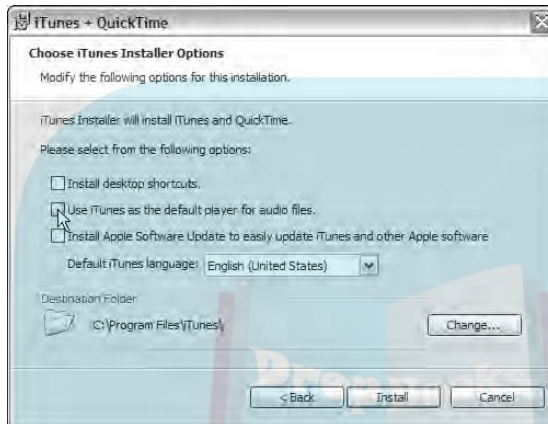 iTunes + QuickTime
Choose iTunes Installer Options
Modify the following options for this installation.
iTunes Installer will install iTunes and QuickTime.
Please select from the following options:
Install desktop shortcuts.
Use iTunes as the default player for audio files.
Install Apple Software Update to easily update iTunes and other Apple software
Default iTunes language: English (United States)
Destination Folder
C:\Program Files\iTunes\
Change...
< Back Install Cancel